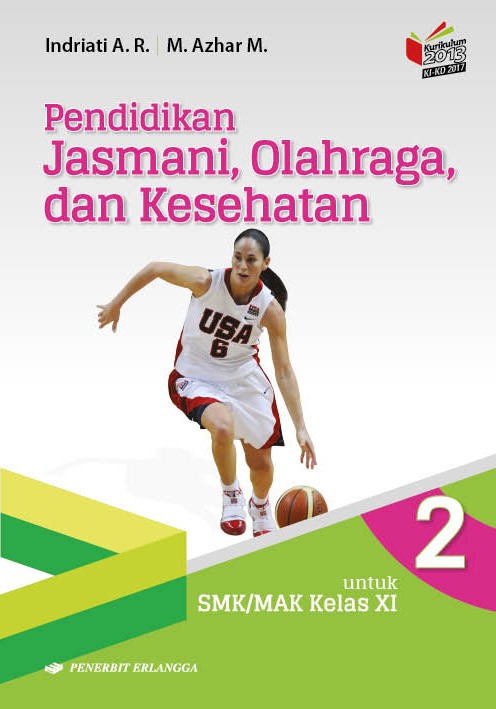 Indriati A. R. | M. Azhar M.
Kurikulum
2013
KI-KD 2017
Pendidikan
Jasmani, Olahraga,
dan Kesehatan
USA
6
2
untuk
SMK/MAK Kelas XI
PENERBIT ERLANGGA